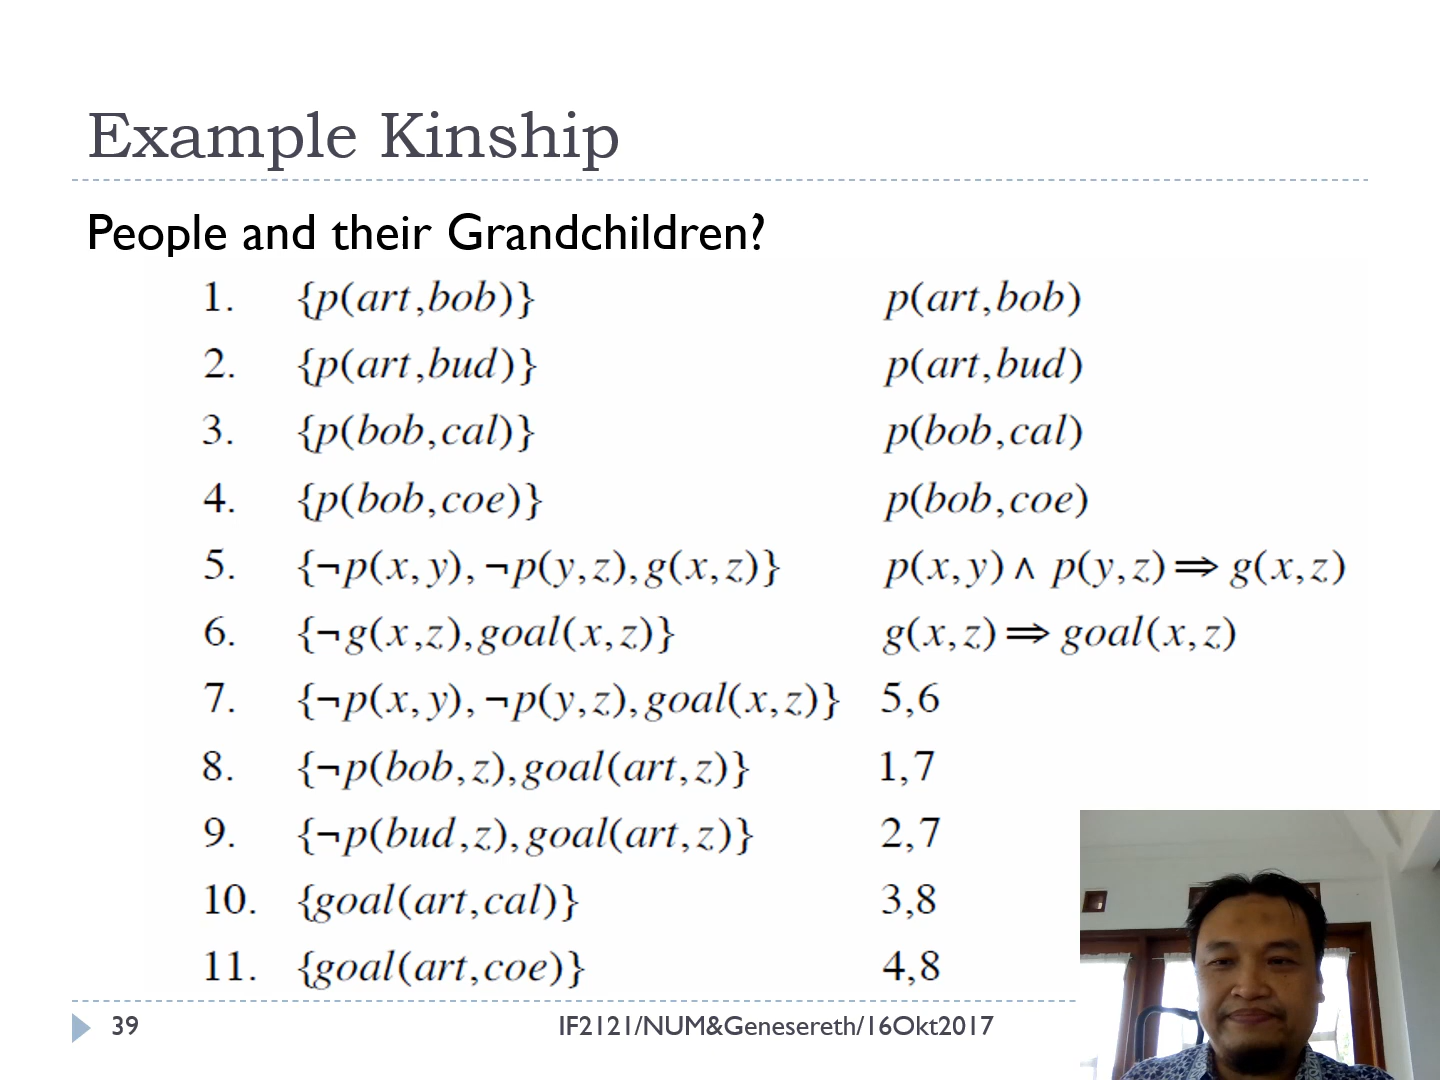 Example Kinship
People and their Grandchildren?
1. {p(art,bob)} p(art,bob)
2. {p(art,bud)} p(art,bud)
3. {p(bob,cal)} p(bob,cal)
4. {p(bob,coe)} p(bob,coe)
5. {¬p(x,y),¬p(y,z),g(x,z)} p(x,y) ∧ p(y,z) ⇒ g(x,z)
6. {¬g(x,z),goal(x,z)} g(x,z) ⇒ goal(x,z)
7. {¬p(x,y),¬p(y,z),goal(x,z)} 5,6
8. {¬p(bob,z),goal(art,z)} 1,7
9. {¬p(bud,z),goal(art,z)} 2,7
10. {goal(art,cal)} 3,8
11. {goal(art,coe)} 4,8
39 IF2121/NUM&Genesereth/16Okt2017